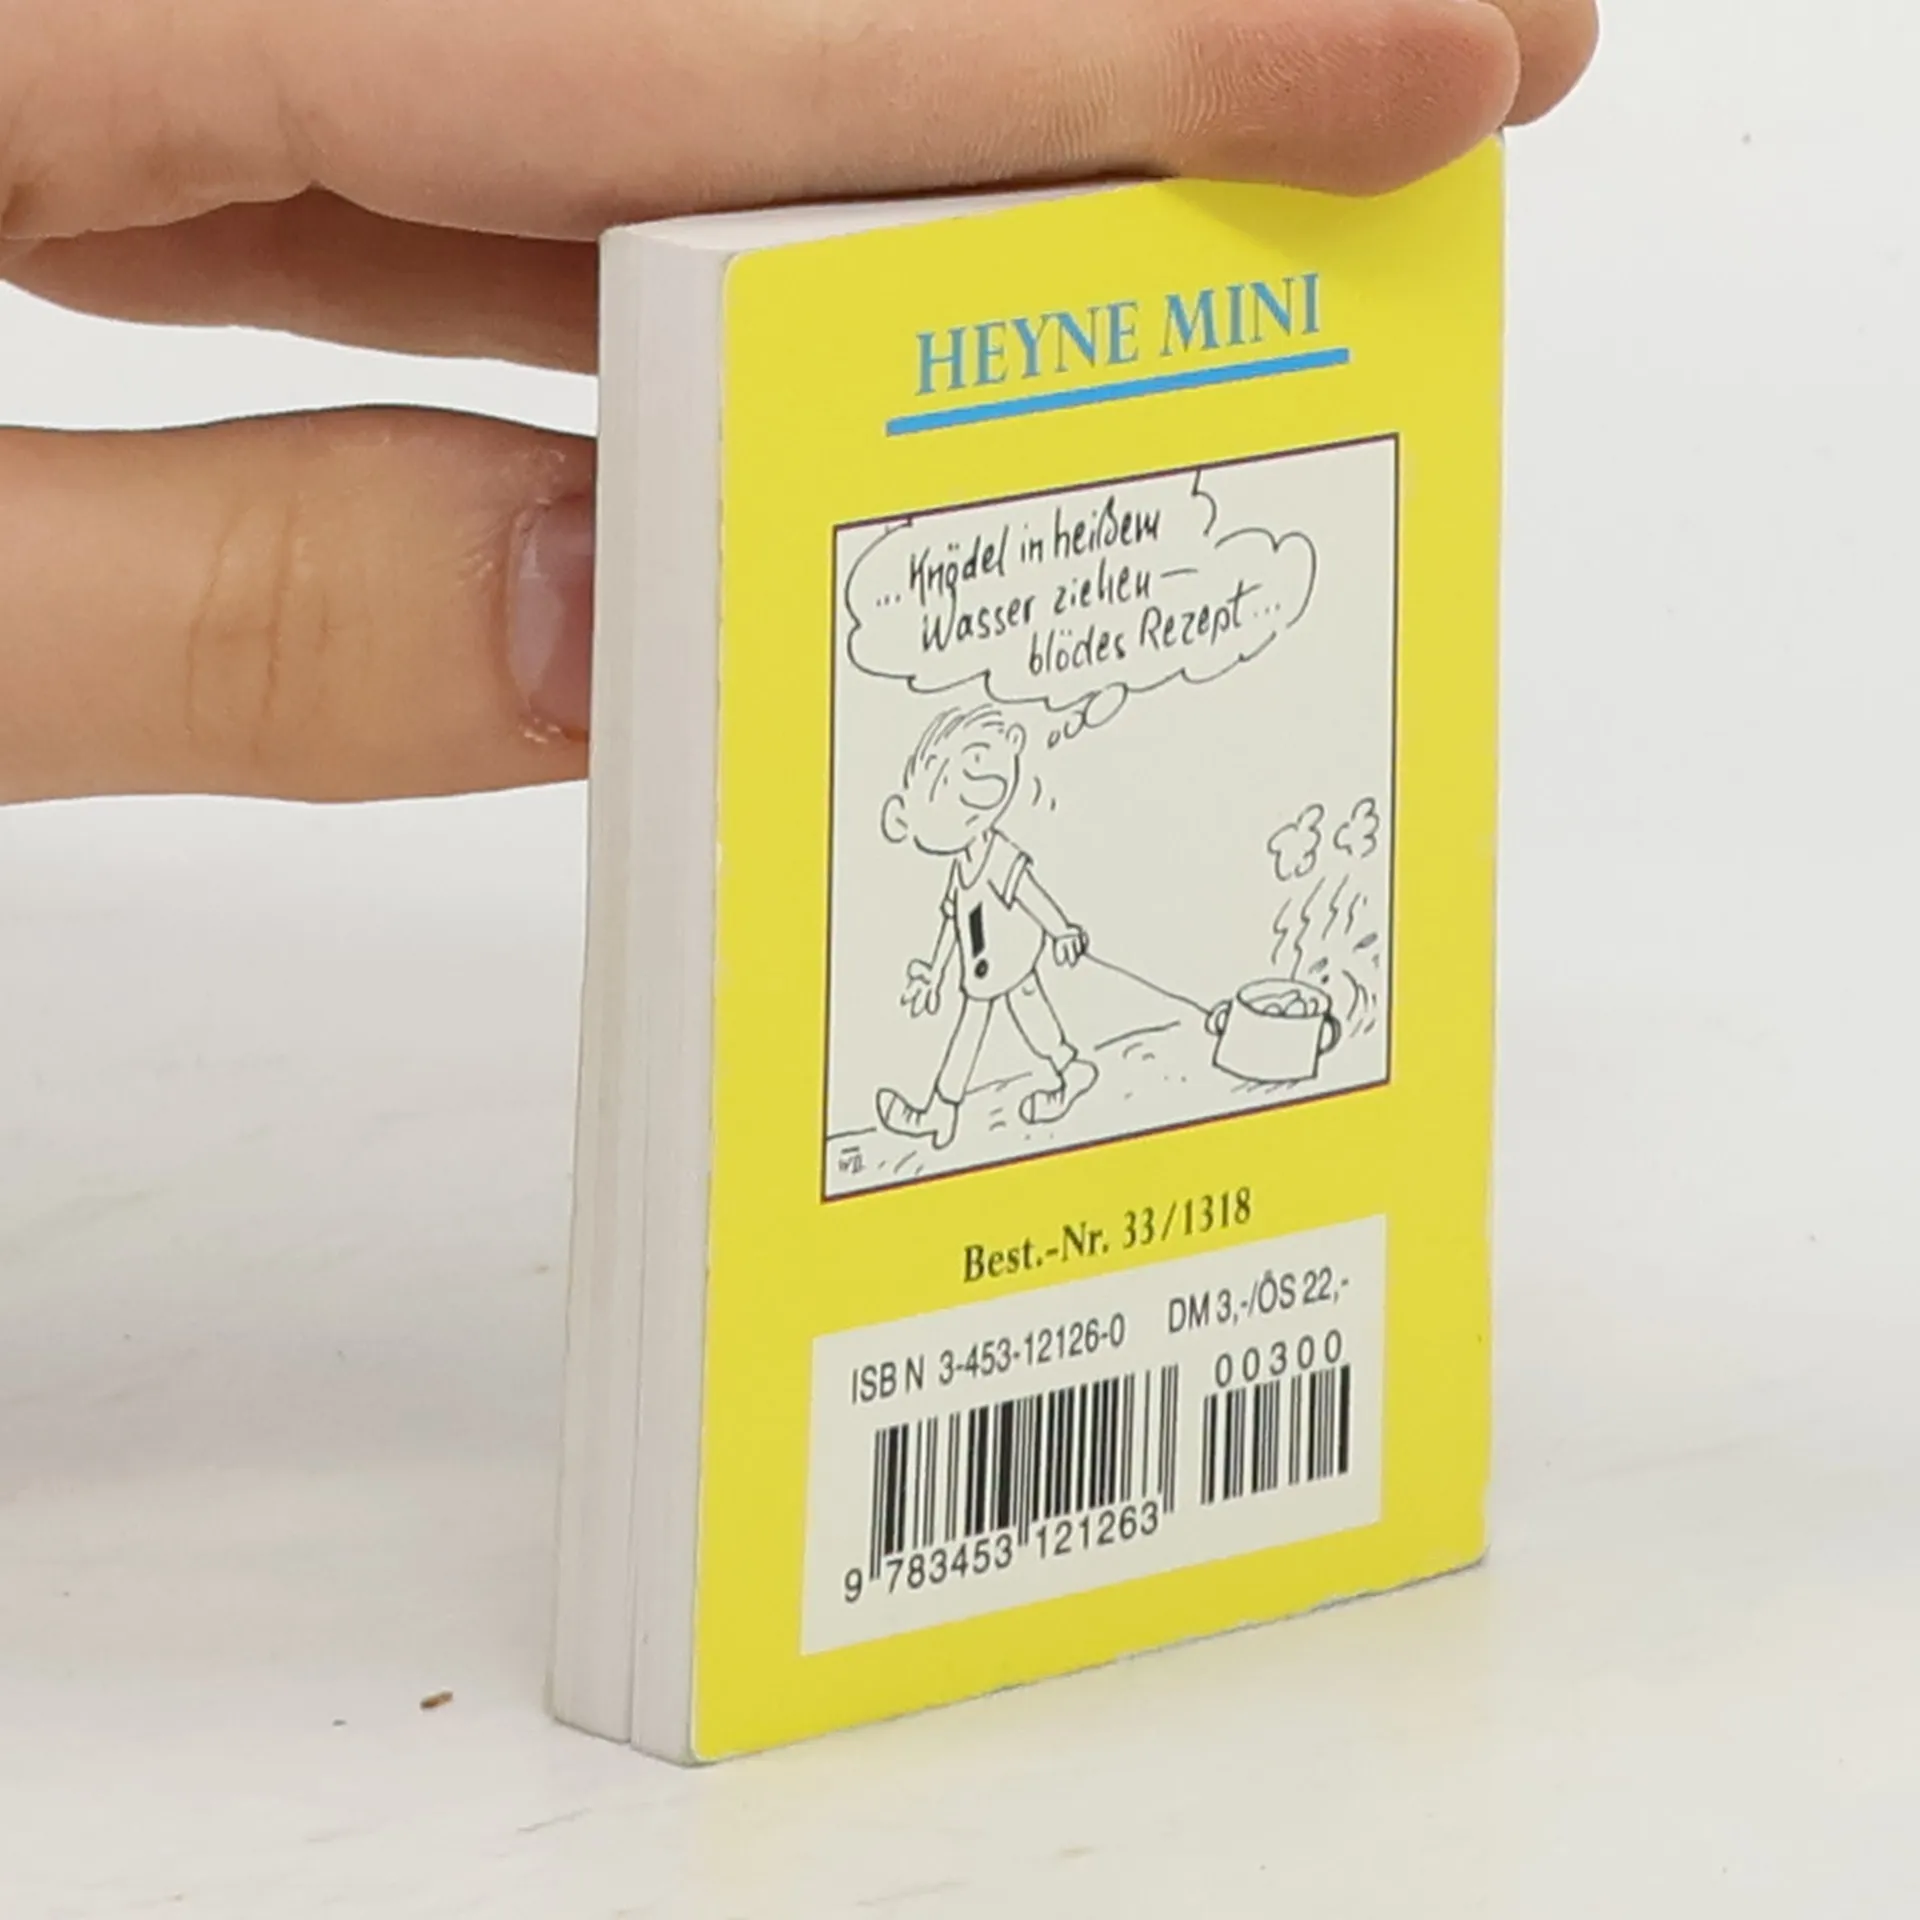 HEYNE MINI
... Knödel in heißem
Wasser ziehen —
blödes Rezept...
!
Best.-Nr. 33/1318
ISBN 3-453-12126-0 DM 3,-/ÖS 22,-
00300
9 783453 121263